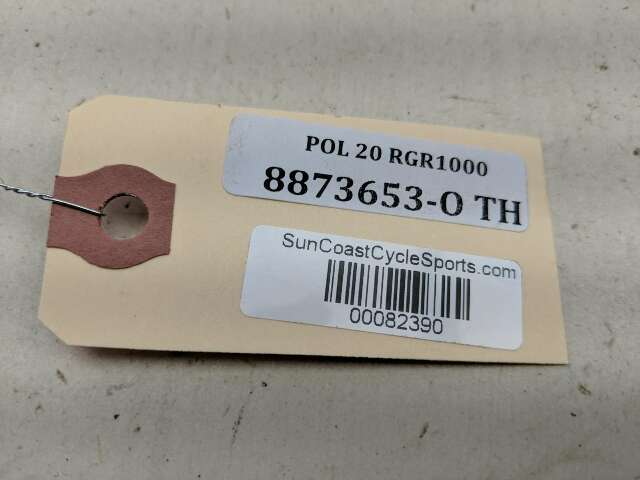 POL 20 RGR1000
8873653-O TH
SunCoastCycleSports.com
00082390